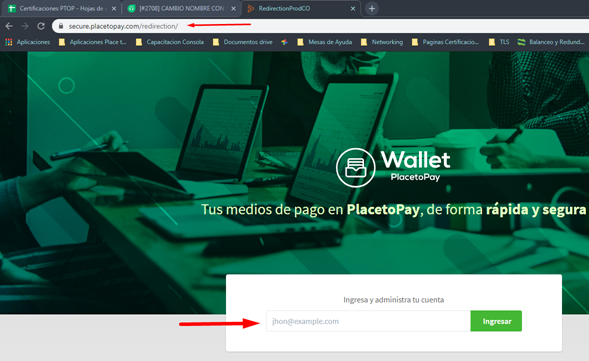 Certificaciones PTOP - Hojas de
[#2708] CAMBIO NOMBRE CON
RedirectionProdCO
secure.placetopay.com/redirection/
Aplicaciones
Aplicaciones Place t...
Capacitacion Consola
Documentos drive
Mesas de Ayuda
Networking
Paginas Certificacio...
TLS
Balanceo y Redund...
Wallet
PlacetoPay
Tus medios de pago en PlacetoPay, de forma rápida y segura
Ingresa y administra tu cuenta
jhon@example.com
Ingresar